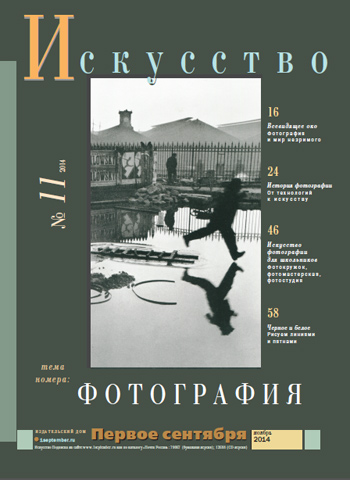 Искусство
№ 11 2014
16
Всевидящее око
Фотография
и мир незримого
24
История фотографии
От технологий
к искусству
46
Искусство
фотографии
для школьников
Фотокружок,
фотомастерская,
фотостудия
58
Черное и белое
Рисуем линиями
и пятнами
тема
номера:
ФОТОГРАФИЯ
ИЗДАТЕЛЬСКИЙ ДОМ
Первое сентября
1september.ru
ноябрь
2014